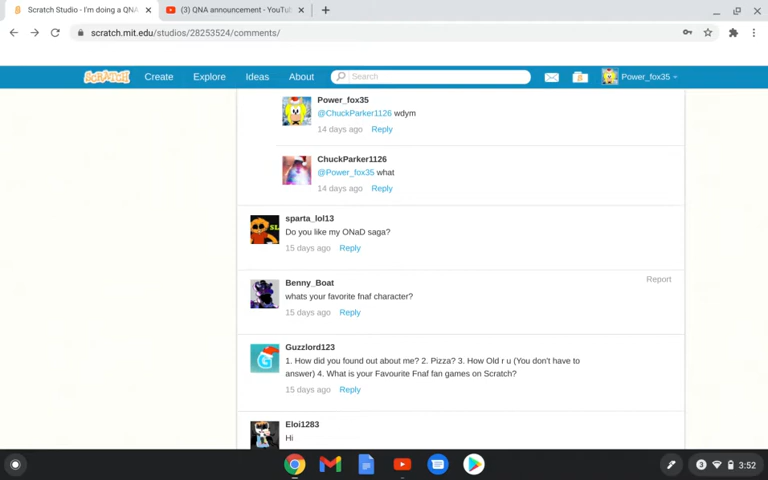 Scratch Studio - I'm doing a QNA
(3) QNA announcement - YouTu
scratch.mit.edu/studios/28253524/comments/
SCRATCH
Create
Explore
Ideas
About
Search
Power_fox35
Power_fox35
@ChuckParker1126 wdym
14 days ago Reply
ChuckParker1126
@Power_fox35 what
14 days ago Reply
sparta_lol13
Do you like my ONaD saga?
15 days ago Reply
Benny_Boat
Report
whats your favorite fnaf character?
15 days ago Reply
Guzzlord123
1. How did you found out about me? 2. Pizza? 3. How Old r u (You don't have to
answer) 4. What is your Favourite Fnaf fan games on Scratch?
15 days ago Reply
Eloi1283
Hi
3
3:52